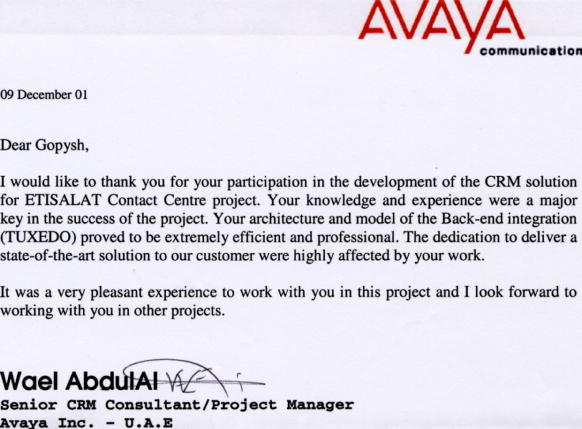 AVAYA
communication
09 December 01
Dear Gopysh,
I would like to thank you for your participation in the development of the CRM solution
for ETISALAT Contact Centre project. Your knowledge and experience were a major
key in the success of the project. Your architecture and model of the Back-end integration
(TUXEDO) proved to be extremely efficient and professional. The dedication to deliver a
state-of-the-art solution to our customer were highly affected by your work.
It was a very pleasant experience to work with you in this project and I look forward to
working with you in other projects.
Wael AbdulAl
Senior CRM Consultant/Project Manager
Avaya Inc. - U.A.E